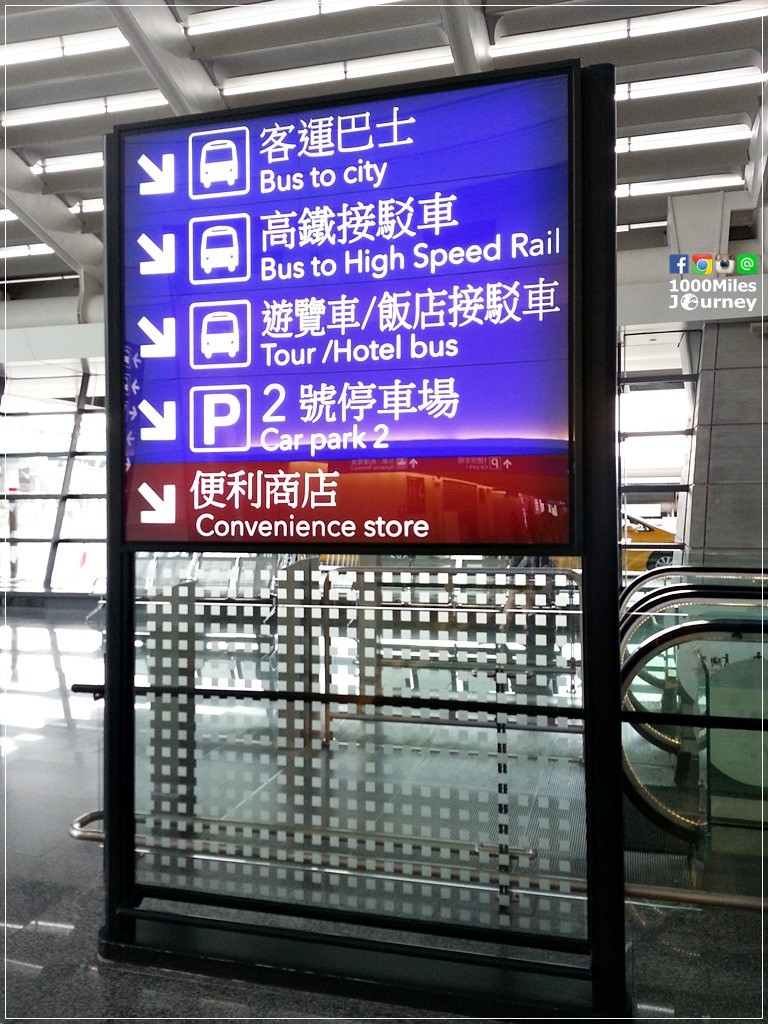 客運巴士
Bus to city
高鐵接駁車
Bus to High Speed Rail
遊覽車/飯店接駁車
Tour /Hotel bus
P
2 號停車場
Car park 2
便利商店
Convenience store
1000Miles
Journey